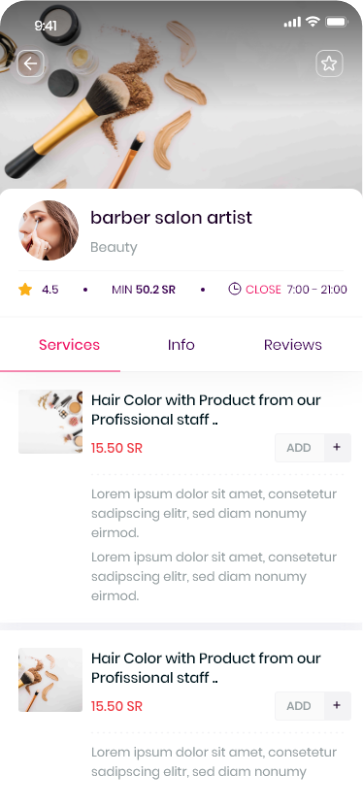 9:41
barber salon artist
Beauty
4.5 • MIN 50.2 SR • CLOSE 7:00 - 21:00
Services Info Reviews
Hair Color with Product from our
Profissional staff ..
15.50 SR ADD +
Lorem ipsum dolor sit amet, consetetur
sadipscing elitr, sed diam nonumy
eirmod.
Lorem ipsum dolor sit amet, consetetur
sadipscing elitr, sed diam nonumy
eirmod.
Hair Color with Product from our
Profissional staff ..
15.50 SR ADD +
Lorem ipsum dolor sit amet, consetetur
sadipscing elitr, sed diam nonumy